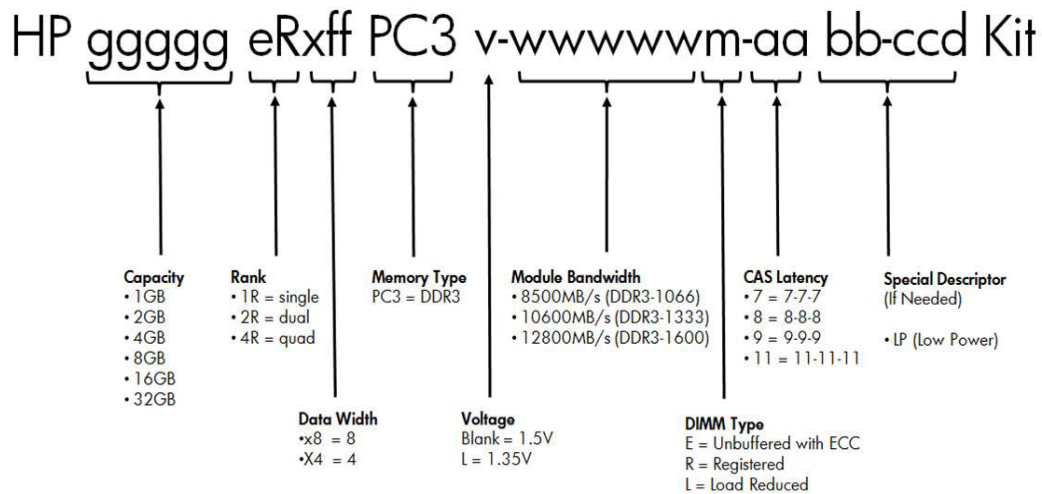 HP ggggg eRxff PC3 v-wwwwwm-aa bb-ccd Kit
Capacity
• 1GB
• 2GB
• 4GB
• 8GB
• 16GB
• 32GB
Rank
• 1R = single
• 2R = dual
• 4R = quad
Memory Type
PC3 = DDR3
Module Bandwidth
• 8500MB/s (DDR3-1066)
• 10600MB/s (DDR3-1333)
• 12800MB/s (DDR3-1600)
CAS Latency
• 7 = 7-7-7
• 8 = 8-8-8
• 9 = 9-9-9
• 11 = 11-11-11
Special Descriptor
(If Needed)
• LP (Low Power)
Data Width
•x8 = 8
•X4 = 4
Voltage
Blank = 1.5V
L = 1.35V
DIMM Type
E = Unbuffered with ECC
R = Registered
L = Load Reduced